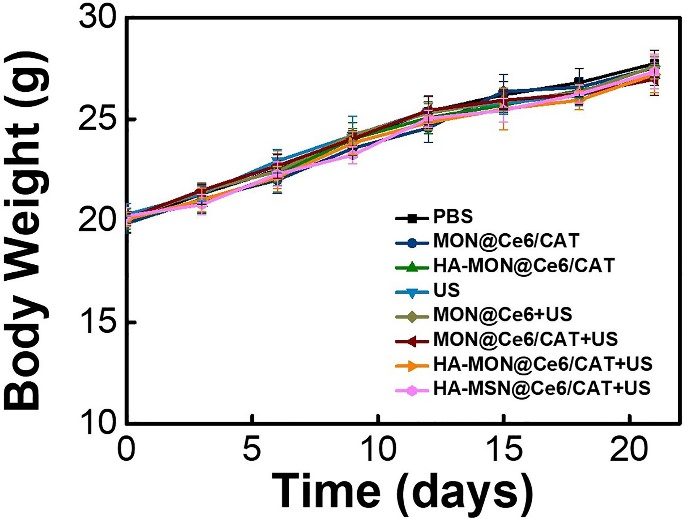 30
25
20
15
10
Body Weight (g)
PBS
MON@Ce6/CAT
HA-MON@Ce6/CAT
US
MON@Ce6+US
MON@Ce6/CAT+US
HA-MON@Ce6/CAT+US
HA-MSN@Ce6/CAT+US
0 5 10 15 20
Time (days)